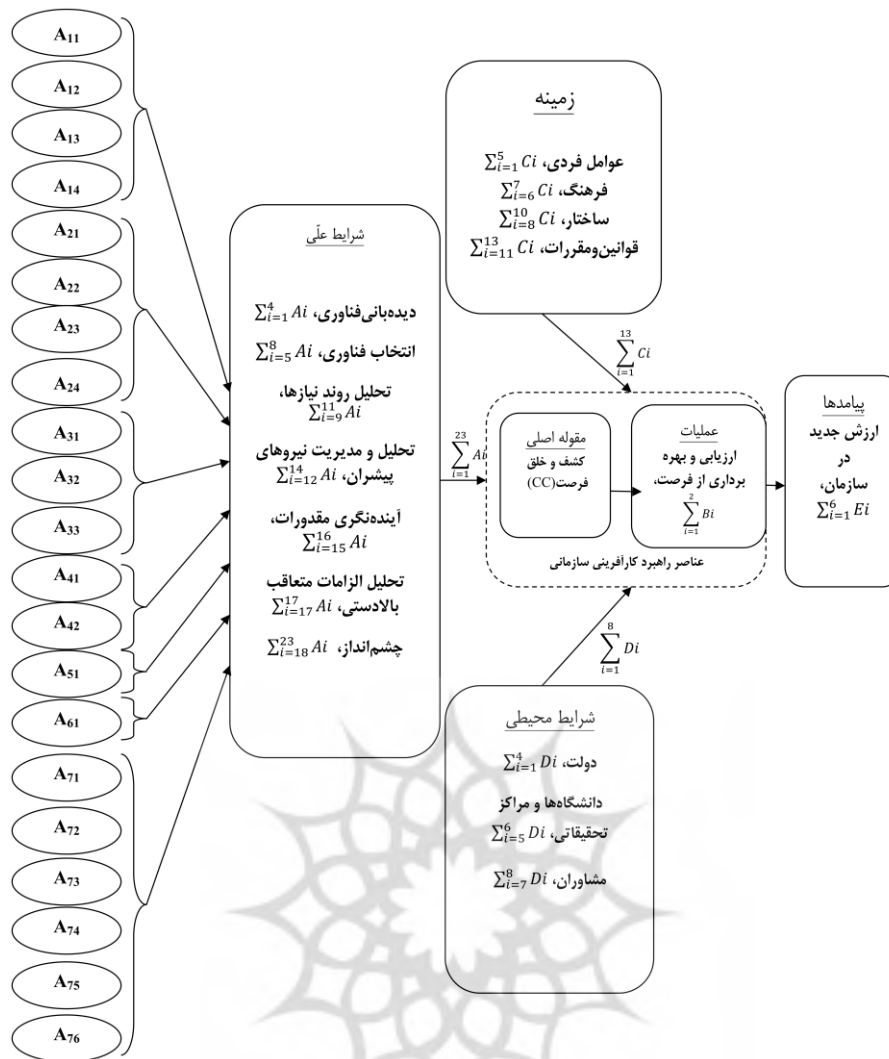 A₁₁
A₁₂
A₁₃
A₁₄
A₂₁
A₂₂
A₂₃
A₂₄
A₃₁
A₃₂
A₃₃
A₄₁
A₄₂
A₅₁
A₆₁
A₇₁
A₇₂
A₇₃
A₇₄
A₇₅
A₇₆
شرایط علّی
دیده‌بانی‌فناوری، ∑_{i=1}^{4} Ai
انتخاب فناوری، ∑_{i=5}^{8} Ai
تحلیل روند نیازها،
∑_{i=9}^{11} Ai
تحلیل و مدیریت نیروهای
پیشران، ∑_{i=12}^{14} Ai
آینده‌نگری مقدورات،
∑_{i=15}^{16} Ai
تحلیل الزامات متعاقب
بالادستی، ∑_{i=17}^{17} Ai
چشم‌انداز، ∑_{i=18}^{23} Ai
∑_{i=1}^{23} Ai
زمینه
عوامل فردی، ∑_{i=1}^{5} Ci
فرهنگ، ∑_{i=6}^{7} Ci
ساختار، ∑_{i=8}^{10} Ci
قوانین‌ومقررات، ∑_{i=11}^{13} Ci
∑_{i=1}^{13} Ci
مقوله اصلی
کشف و خلق
فرصت(CC)
عملیات
ارزیابی و بهره
برداری از فرصت،
∑_{i=1}^{2} Bi
عناصر راهبرد کارآفرینی سازمانی
پیامدها
ارزش جدید
در
سازمان،
∑_{i=1}^{6} Ei
∑_{i=1}^{8} Di
شرایط محیطی
دولت، ∑_{i=1}^{4} Di
دانشگاه‌ها و مراکز
تحقیقاتی، ∑_{i=5}^{6} Di
مشاوران، ∑_{i=7}^{8} Di